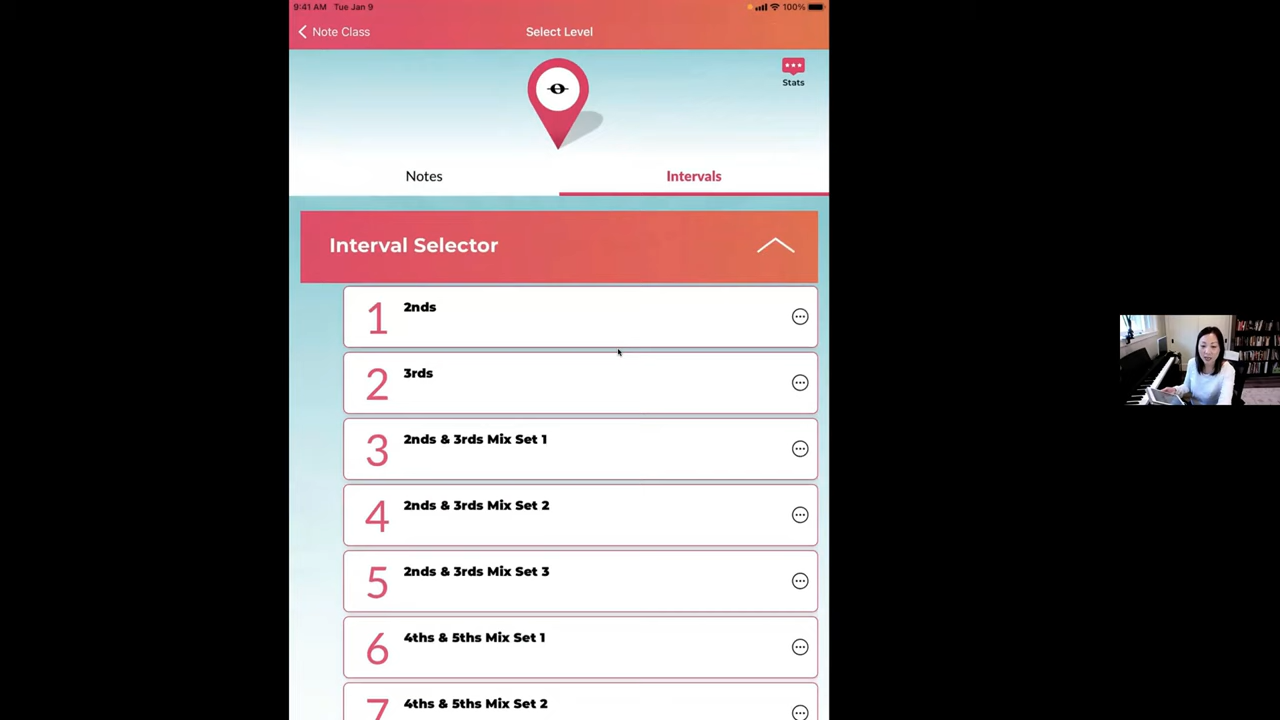 9:41 AM Tue Jan 9
100%
Note Class
Select Level
Stats
Notes
Intervals
Interval Selector
1 2nds
2 3rds
3 2nds & 3rds Mix Set 1
4 2nds & 3rds Mix Set 2
5 2nds & 3rds Mix Set 3
6 4ths & 5ths Mix Set 1
7 4ths & 5ths Mix Set 2